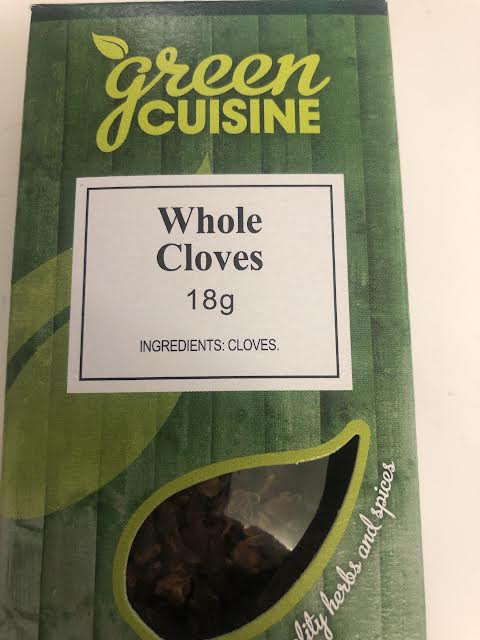 green
CUISINE
Whole
Cloves
18g
INGREDIENTS: CLOVES.
herbs and spices